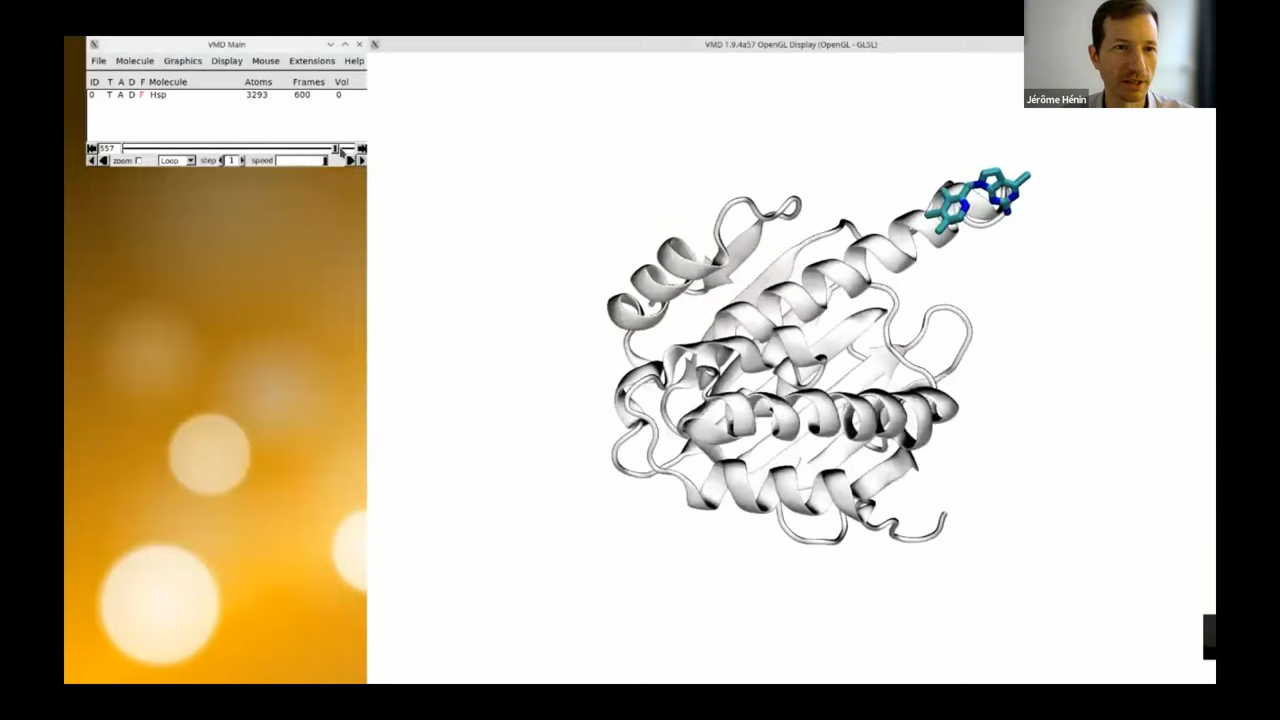 VMD Main
VMD 1.9.4a57 OpenGL Display (OpenGL - GLSL)
File Molecule Graphics Display Mouse Extensions Help
ID T A D F Molecule Atoms Frames Vol
0 T A D F Hsp 3293 600 0
557
zoom Loop step 1 speed
Jérôme Hénin